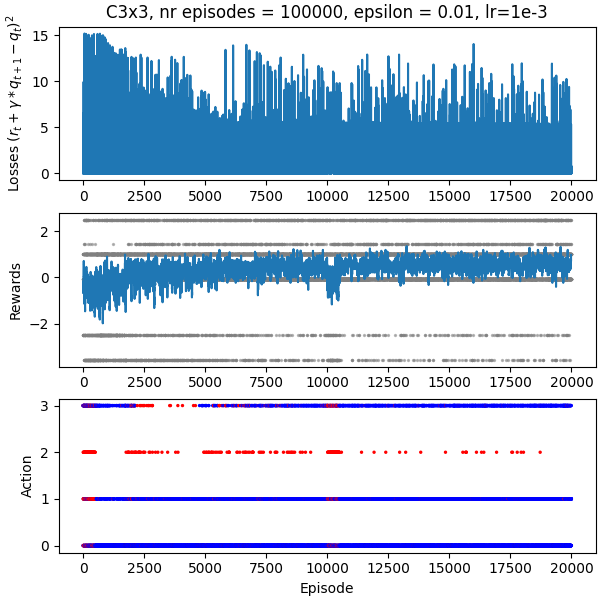 C3x3, nr episodes = 100000, epsilon = 0.01, lr=1e-3
Losses $(r_t + \gamma * q_{t+1} - q_t)^2$
15
10
5
0
0 2500 5000 7500 10000 12500 15000 17500 20000
Rewards
2
0
−2
0 2500 5000 7500 10000 12500 15000 17500 20000
Action
3
2
1
0
0 2500 5000 7500 10000 12500 15000 17500 20000
Episode